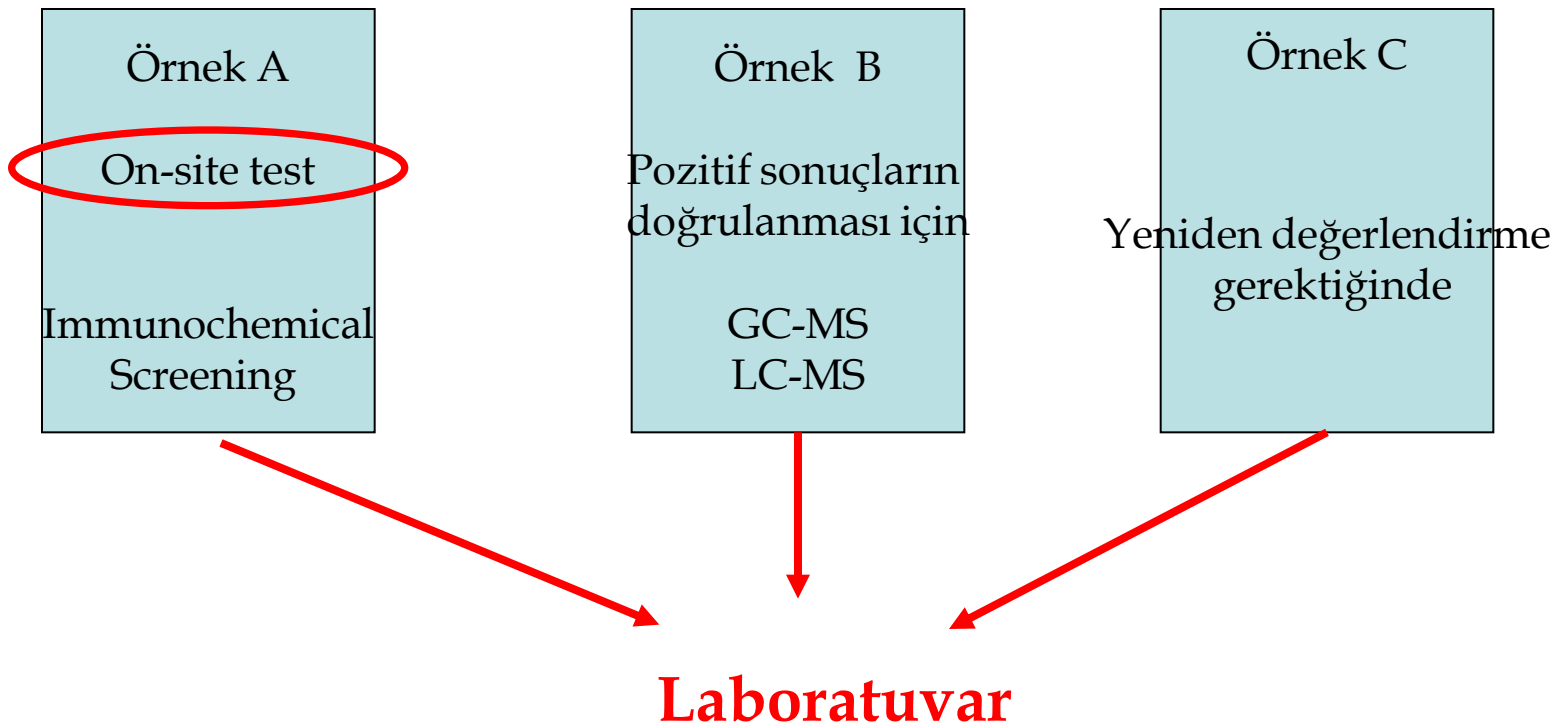 Örnek A
On-site test
Immunochemical
Screening
Örnek B
Pozitif sonuçların
doğrulanması için
GC-MS
LC-MS
Örnek C
Yeniden değerlendirme
gerektiğinde
Laboratuvar